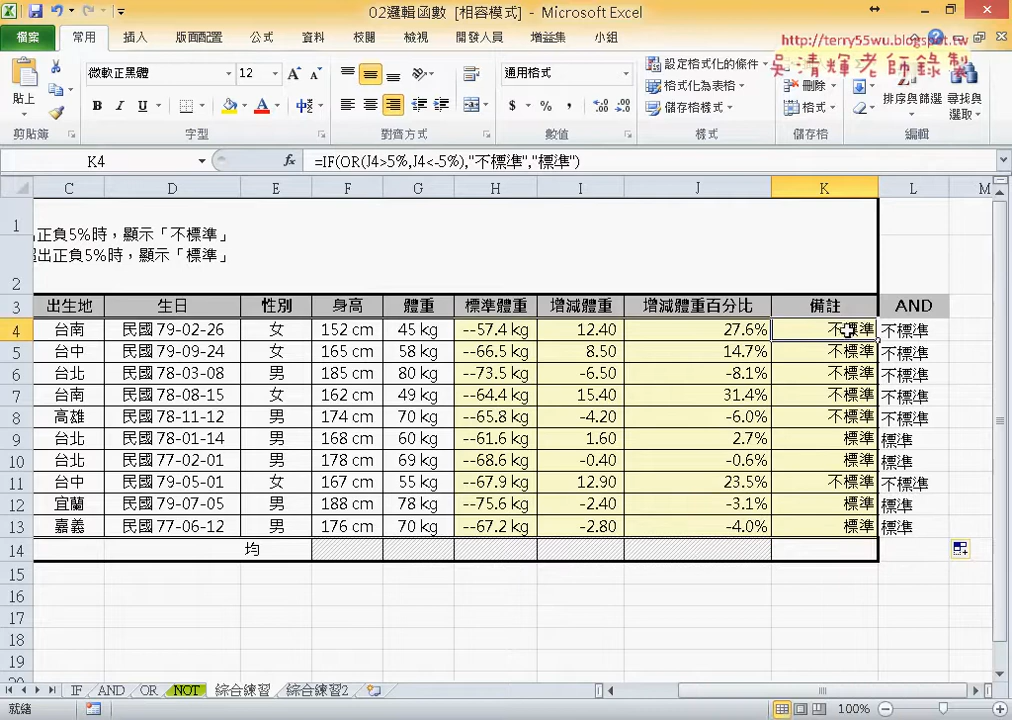 02邏輯函數 [相容模式] - Microsoft Excel
檔案 常用 插入 版面配置 公式 資料 校閱 檢視 開發人員 增益集 小組
http://terry55wu.blogspot.tw
吳清輝老師錄製
微軟正黑體 12 通用格式 設定格式化的條件
貼上 格式化為表格 刪除 排序與篩選 尋找與選取
B I U A $ % , 儲存格樣式 格式
剪貼簿 字型 對齊方式 數值 樣式 儲存格 編輯
K4 fx =IF(OR(J4>5%,J4<-5%),"不標準","標準")
C D E F G H I J K L M
1 正負5%時，顯示「不標準」
出正負5%時，顯示「標準」
2
3 出生地 生日 性別 身高 體重 標準體重 增減體重 增減體重百分比 備註 AND
4 台南 民國 79-02-26 女 152 cm 45 kg --57.4 kg 12.40 27.6% 不標準 不標準
5 台中 民國 79-09-24 女 165 cm 58 kg --66.5 kg 8.50 14.7% 不標準 不標準
6 台北 民國 78-03-08 男 185 cm 80 kg --73.5 kg -6.50 -8.1% 不標準 不標準
7 台南 民國 78-08-15 女 162 cm 49 kg --64.4 kg 15.40 31.4% 不標準 不標準
8 高雄 民國 78-11-12 男 174 cm 70 kg --65.8 kg -4.20 -6.0% 不標準 不標準
9 台北 民國 78-01-14 男 168 cm 60 kg --61.6 kg 1.60 2.7% 標準 標準
10 台北 民國 77-02-01 男 178 cm 69 kg --68.6 kg -0.40 -0.6% 標準 標準
11 台中 民國 79-05-01 女 167 cm 55 kg --67.9 kg 12.90 23.5% 不標準 不標準
12 宜蘭 民國 79-07-05 男 188 cm 78 kg --75.6 kg -2.40 -3.1% 標準 標準
13 嘉義 民國 77-06-12 男 176 cm 70 kg --67.2 kg -2.80 -4.0% 標準 標準
14 均
15
16
17
18
19
20
IF AND OR NOT 綜合練習 綜合練習2
就緒 100%